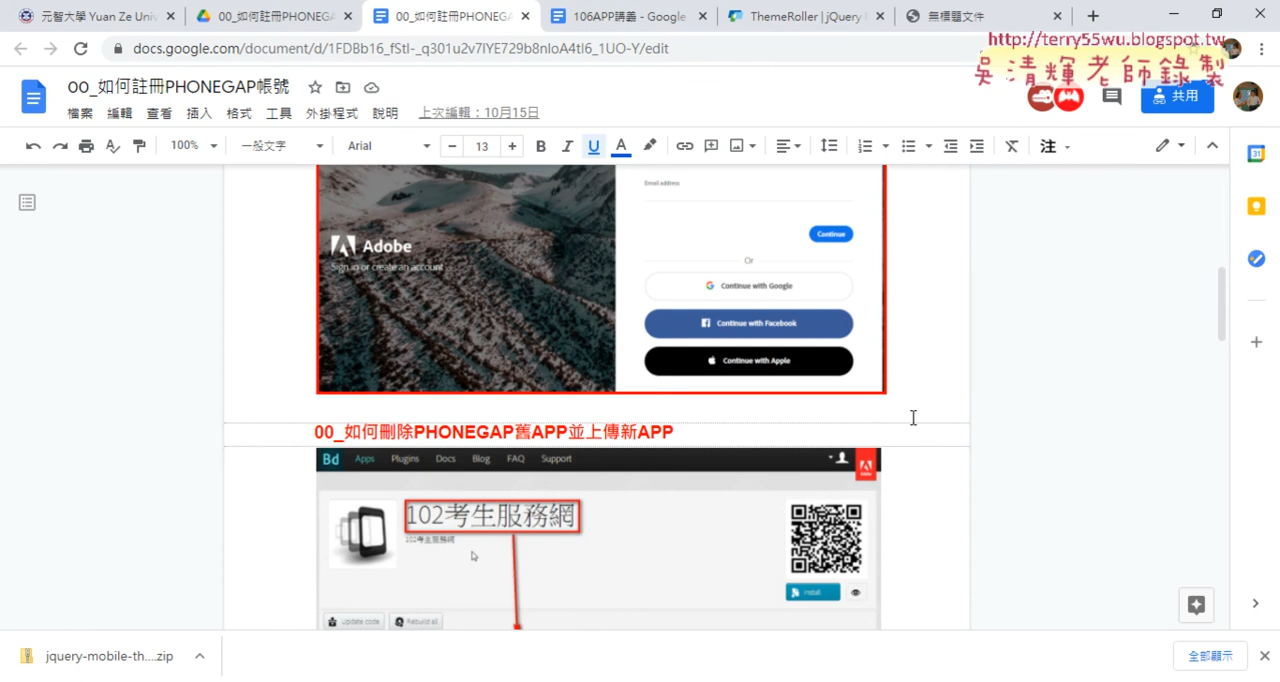 元智大學 Yuan Ze Univ
00_如何註冊PHONEGA
00_如何註冊PHONEGA
106APP講義 - Google
ThemeRoller | jQuery
無標題文件
docs.google.com/document/d/1FDBb16_fStI-_q301u2v7lYE729b8nIoA4tI6_1UO-Y/edit
http://terry55wu.blogspot.tw
吳清輝老師錄製
00_如何註冊PHONEGAP帳號
檔案 編輯 查看 插入 格式 工具 外掛程式 說明 上次編輯：10月15日
共用
100% 一般文字 Arial 13 B I U A 注
Email address
Continue
Adobe
Sign in or create an account
Or
Continue with Google
Continue with Facebook
Continue with Apple
00_如何刪除PHONEGAP舊APP並上傳新APP
Bd Apps Plugins Docs Blog FAQ Support
102考生服務網
102考生服務網
Install
Update code Rebuild all
jquery-mobile-th....zip
全部顯示